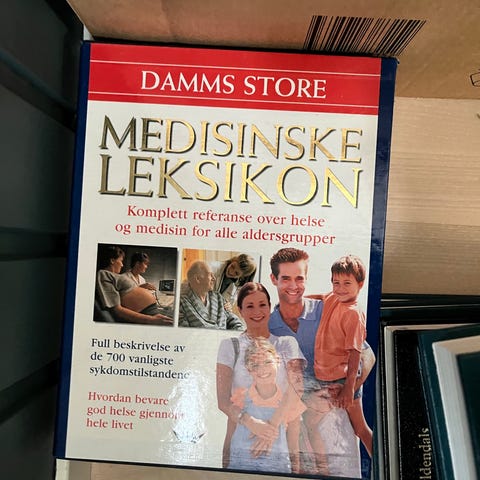 DAMMS STORE
MEDISINSKE
LEKSIKON
Komplett referanse over helse
og medisin for alle aldersgrupper
Full beskrivelse av
de 700 vanligste
sykdomstilstandene
Hvordan bevare
god helse gjennom
hele livet
ldendals